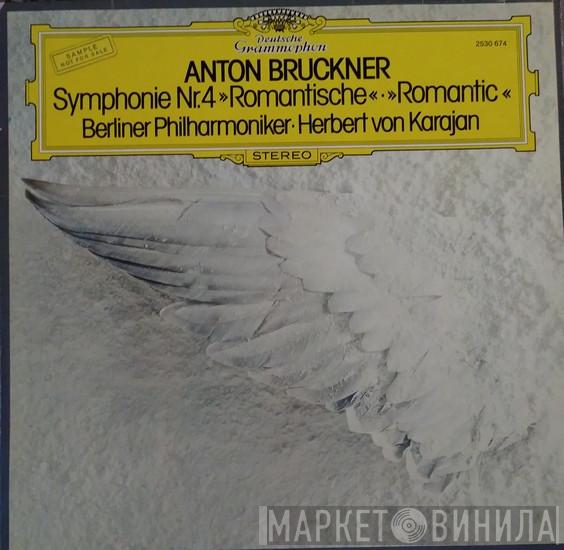 Deutsche
Grammophon
2530 674
SAMPLE
NOT FOR SALE
ANTON BRUCKNER
Symphonie Nr.4 »Romantische«·»Romantic«
Berliner Philharmoniker·Herbert von Karajan
STEREO
МАРКЕТ ВИНИЛА